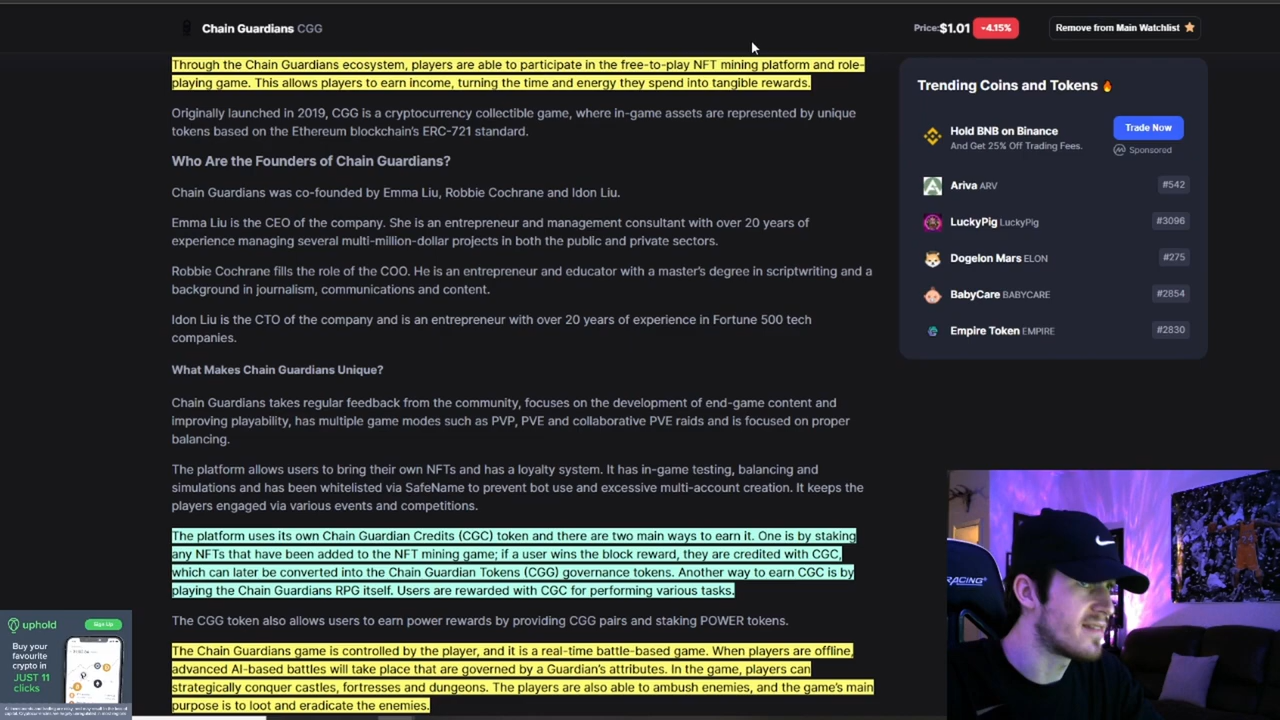 Chain Guardians CGG
Price:$1.01 -4.15% Remove from Main Watchlist
Through the Chain Guardians ecosystem, players are able to participate in the free-to-play NFT mining platform and role-
playing game. This allows players to earn income, turning the time and energy they spend into tangible rewards.
Originally launched in 2019, CGG is a cryptocurrency collectible game, where in-game assets are represented by unique
tokens based on the Ethereum blockchain's ERC-721 standard.
Who Are the Founders of Chain Guardians?
Chain Guardians was co-founded by Emma Liu, Robbie Cochrane and Idon Liu.
Emma Liu is the CEO of the company. She is an entrepreneur and management consultant with over 20 years of
experience managing several multi-million-dollar projects in both the public and private sectors.
Robbie Cochrane fills the role of the COO. He is an entrepreneur and educator with a master's degree in scriptwriting and a
background in journalism, communications and content.
Idon Liu is the CTO of the company and is an entrepreneur with over 20 years of experience in Fortune 500 tech
companies.
What Makes Chain Guardians Unique?
Chain Guardians takes regular feedback from the community, focuses on the development of end-game content and
improving playability, has multiple game modes such as PVP, PVE and collaborative PVE raids and is focused on proper
balancing.
The platform allows users to bring their own NFTs and has a loyalty system. It has in-game testing, balancing and
simulations and has been whitelisted via SafeName to prevent bot use and excessive multi-account creation. It keeps the
players engaged via various events and competitions.
The platform uses its own Chain Guardian Credits (CGC) token and there are two main ways to earn it. One is by staking
any NFTs that have been added to the NFT mining game; if a user wins the block reward, they are credited with CGC,
which can later be converted into the Chain Guardian Tokens (CGG) governance tokens. Another way to earn CGC is by
playing the Chain Guardians RPG itself. Users are rewarded with CGC for performing various tasks.
The CGG token also allows users to earn power rewards by providing CGG pairs and staking POWER tokens.
The Chain Guardians game is controlled by the player, and it is a real-time battle-based game. When players are offline,
advanced AI-based battles will take place that are governed by a Guardian's attributes. In the game, players can
strategically conquer castles, fortresses and dungeons. The players are also able to ambush enemies, and the game's main
purpose is to loot and eradicate the enemies.
Trending Coins and Tokens
Hold BNB on Binance
And Get 25% Off Trading Fees.
Trade Now
Sponsored
Ariva ARV #542
LuckyPig LuckyPig #3096
Dogelon Mars ELON #275
BabyCare BABYCARE #2854
Empire Token EMPIRE #2830
uphold Sign Up
Buy your
favourite
crypto in
JUST 11
clicks
RACING